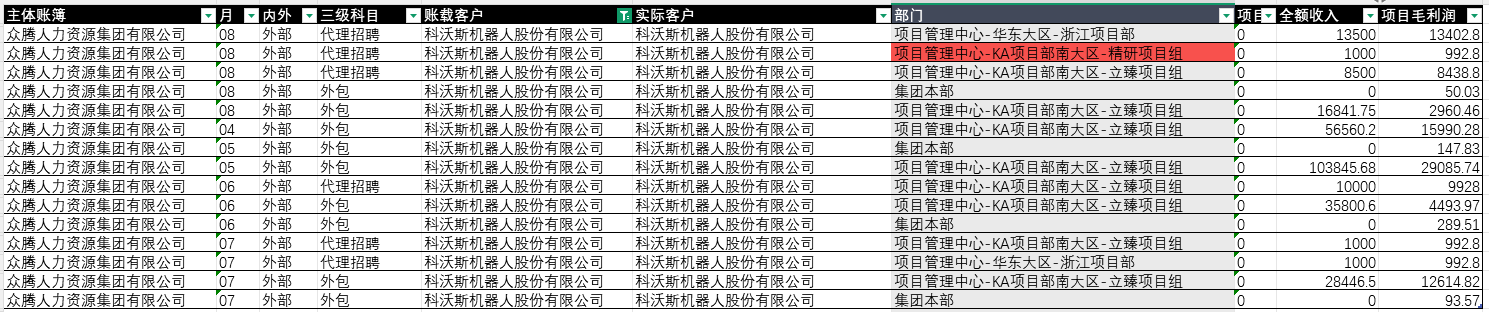 主体账簿 月 内外 三级科目 账载客户 实际客户 部门 项目 全额收入 项目毛利润
众腾人力资源集团有限公司 08 外部 代理招聘 科沃斯机器人股份有限公司 科沃斯机器人股份有限公司 项目管理中心-华东大区-浙江项目部 0 13500 13402.8
众腾人力资源集团有限公司 08 外部 代理招聘 科沃斯机器人股份有限公司 科沃斯机器人股份有限公司 项目管理中心-KA项目部南大区-精研项目组 0 1000 992.8
众腾人力资源集团有限公司 08 外部 代理招聘 科沃斯机器人股份有限公司 科沃斯机器人股份有限公司 项目管理中心-KA项目部南大区-立臻项目组 0 8500 8438.8
众腾人力资源集团有限公司 08 外部 外包 科沃斯机器人股份有限公司 科沃斯机器人股份有限公司 集团本部 0 0 50.03
众腾人力资源集团有限公司 08 外部 外包 科沃斯机器人股份有限公司 科沃斯机器人股份有限公司 项目管理中心-KA项目部南大区-立臻项目组 0 16841.75 2960.46
众腾人力资源集团有限公司 04 外部 外包 科沃斯机器人股份有限公司 科沃斯机器人股份有限公司 项目管理中心-KA项目部南大区-立臻项目组 0 56560.2 15990.28
众腾人力资源集团有限公司 05 外部 外包 科沃斯机器人股份有限公司 科沃斯机器人股份有限公司 集团本部 0 0 147.83
众腾人力资源集团有限公司 05 外部 外包 科沃斯机器人股份有限公司 科沃斯机器人股份有限公司 项目管理中心-KA项目部南大区-立臻项目组 0 103845.68 29085.74
众腾人力资源集团有限公司 06 外部 代理招聘 科沃斯机器人股份有限公司 科沃斯机器人股份有限公司 项目管理中心-KA项目部南大区-立臻项目组 0 10000 9928
众腾人力资源集团有限公司 06 外部 外包 科沃斯机器人股份有限公司 科沃斯机器人股份有限公司 项目管理中心-KA项目部南大区-立臻项目组 0 35800.6 4493.97
众腾人力资源集团有限公司 06 外部 外包 科沃斯机器人股份有限公司 科沃斯机器人股份有限公司 集团本部 0 0 289.51
众腾人力资源集团有限公司 07 外部 代理招聘 科沃斯机器人股份有限公司 科沃斯机器人股份有限公司 项目管理中心-KA项目部南大区-立臻项目组 0 1000 992.8
众腾人力资源集团有限公司 07 外部 代理招聘 科沃斯机器人股份有限公司 科沃斯机器人股份有限公司 项目管理中心-华东大区-浙江项目部 0 1000 992.8
众腾人力资源集团有限公司 07 外部 外包 科沃斯机器人股份有限公司 科沃斯机器人股份有限公司 项目管理中心-KA项目部南大区-立臻项目组 0 28446.5 12614.82
众腾人力资源集团有限公司 07 外部 外包 科沃斯机器人股份有限公司 科沃斯机器人股份有限公司 集团本部 0 0 93.57